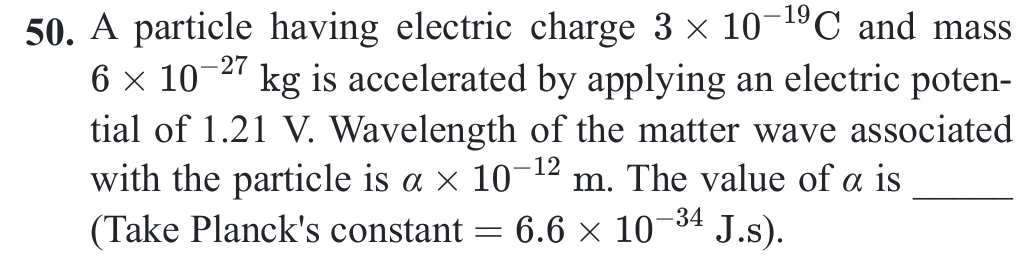 50. A particle having electric charge 3 × 10⁻¹⁹C and mass
6 × 10⁻²⁷ kg is accelerated by applying an electric poten-
tial of 1.21 V. Wavelength of the matter wave associated
with the particle is α × 10⁻¹² m. The value of α is _____
(Take Planck's constant = 6.6 × 10⁻³⁴ J.s).